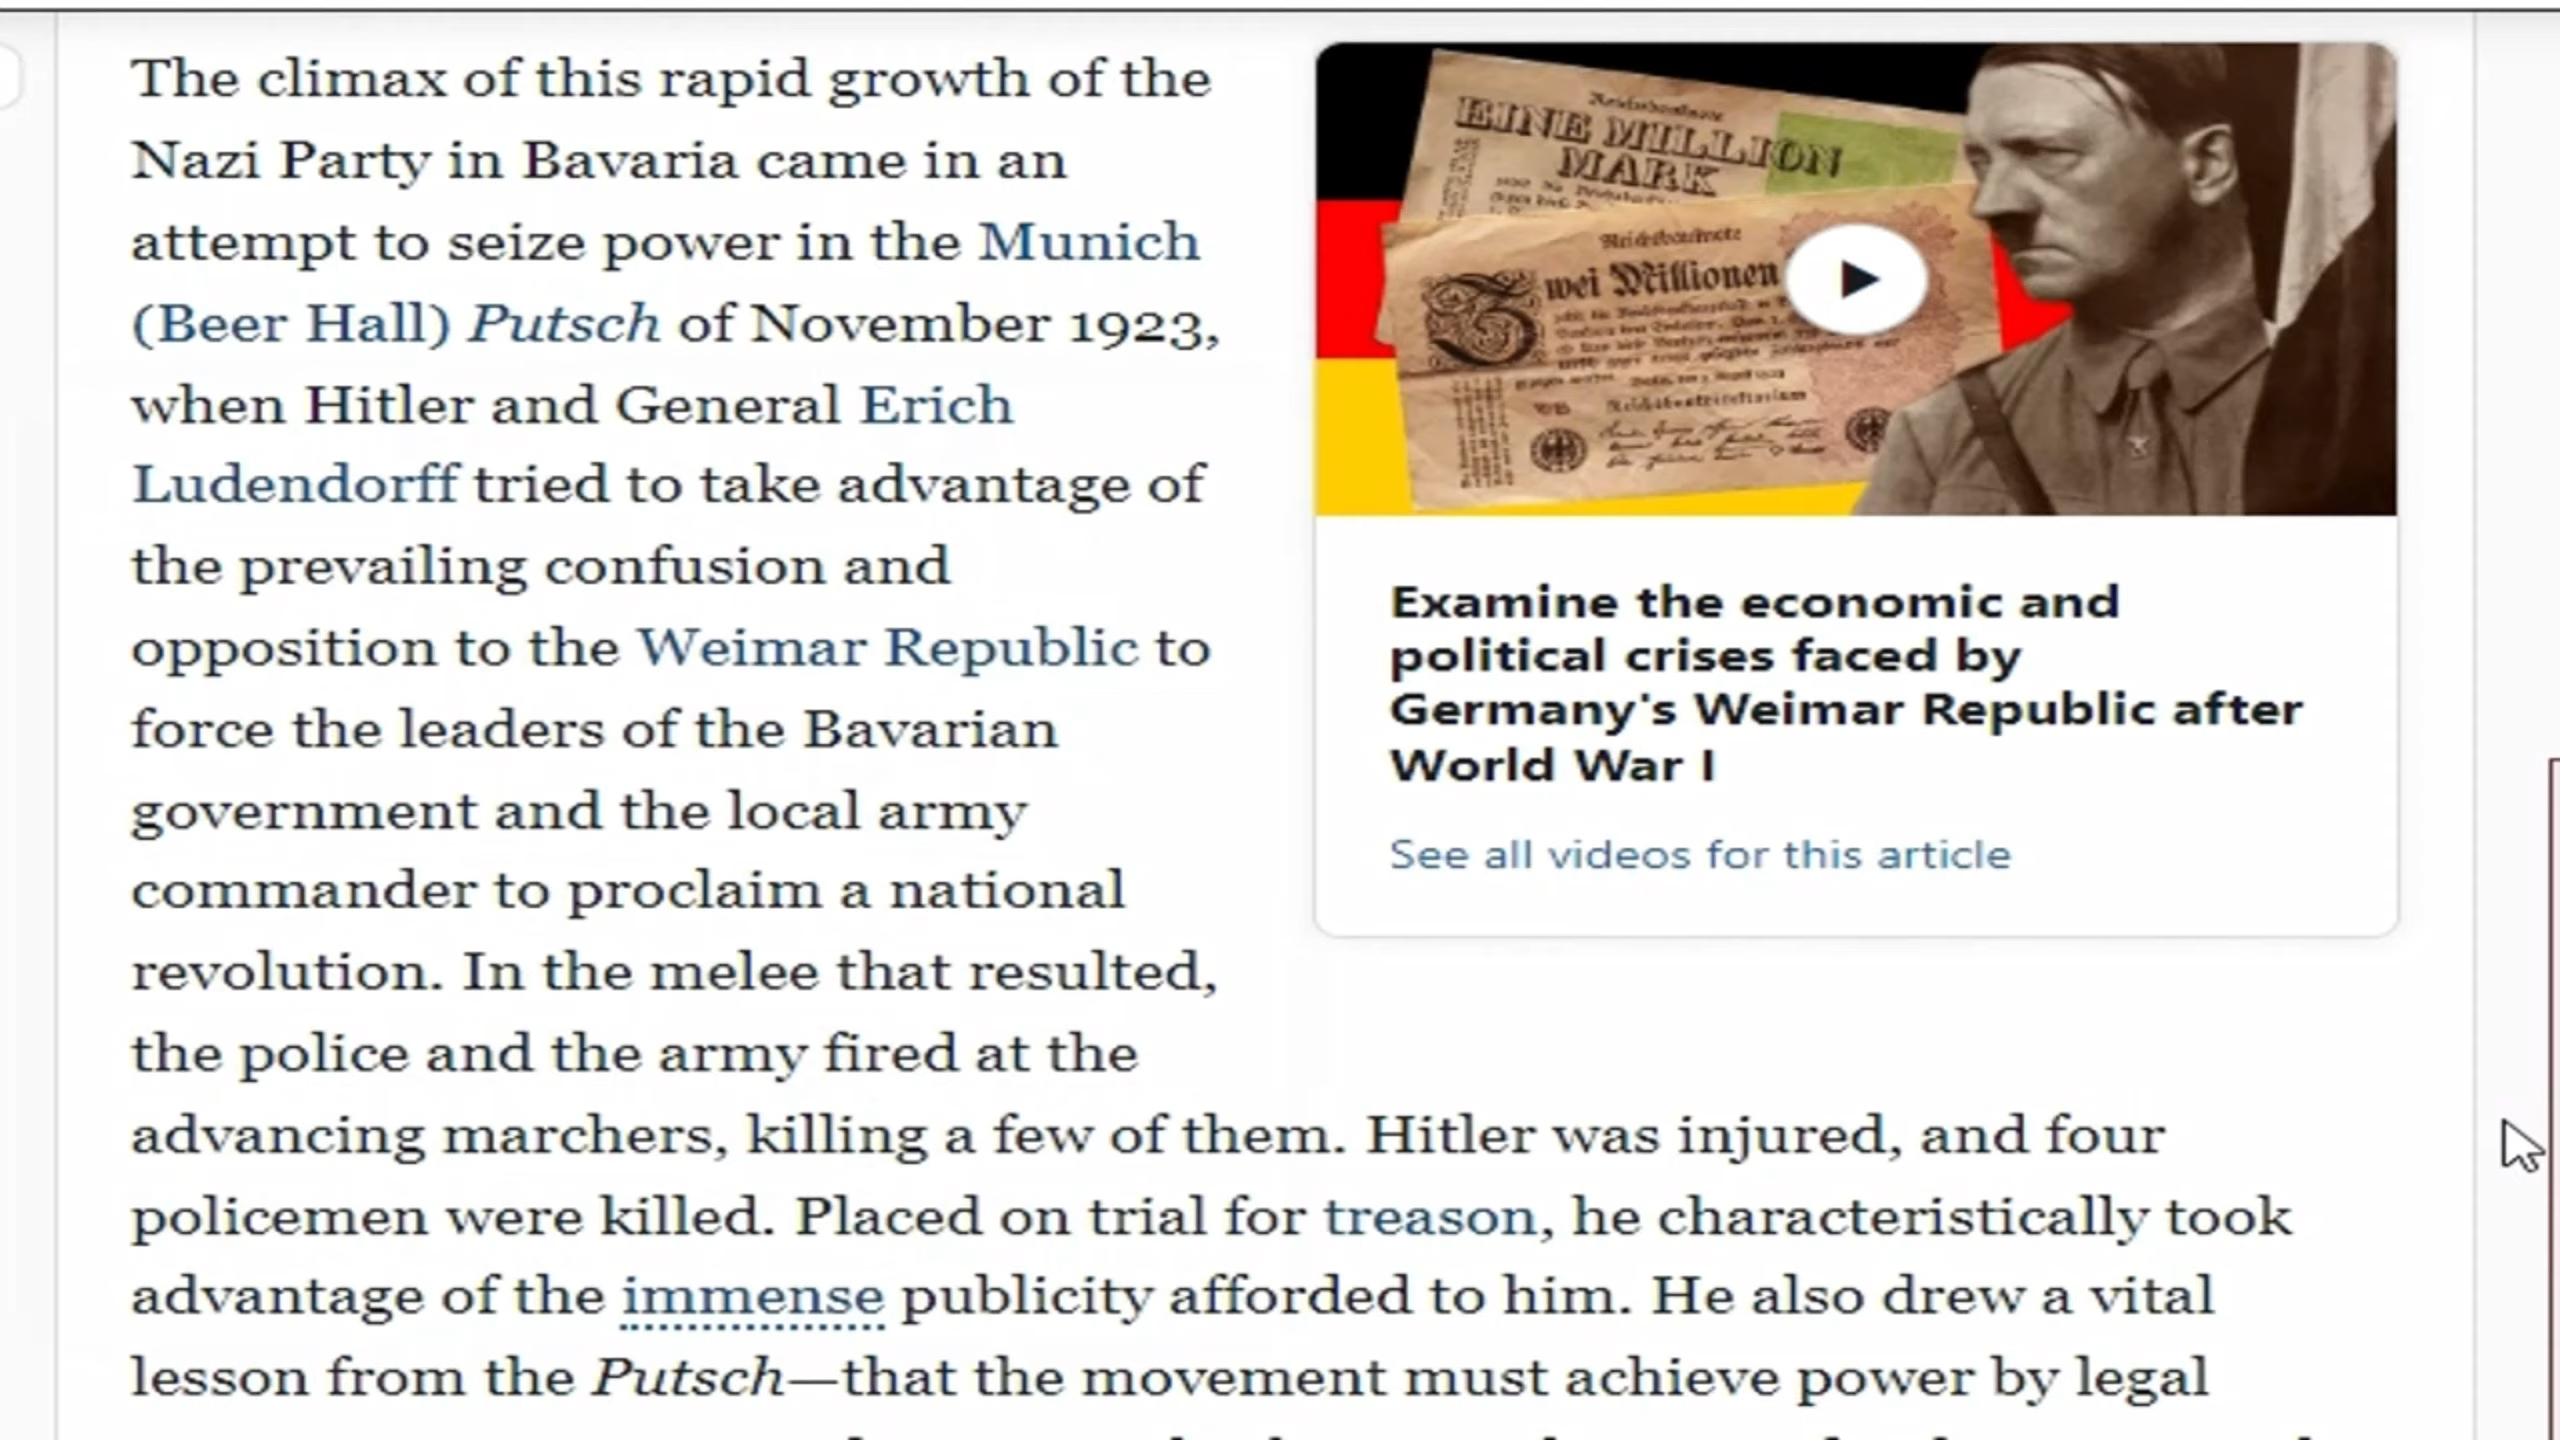 The climax of this rapid growth of the
Nazi Party in Bavaria came in an
attempt to seize power in the Munich
(Beer Hall) Putsch of November 1923,
when Hitler and General Erich
Ludendorff tried to take advantage of
the prevailing confusion and
opposition to the Weimar Republic to
force the leaders of the Bavarian
government and the local army
commander to proclaim a national
revolution. In the melee that resulted,
the police and the army fired at the
advancing marchers, killing a few of them. Hitler was injured, and four
policemen were killed. Placed on trial for treason, he characteristically took
advantage of the immense publicity afforded to him. He also drew a vital
lesson from the Putsch—that the movement must achieve power by legal
Reichsbanknote
EINE MILLION
MARK
Reichsbanknote
Zwei Millionen
Reichsbankdirektorium
Examine the economic and
political crises faced by
Germany's Weimar Republic after
World War I
See all videos for this article